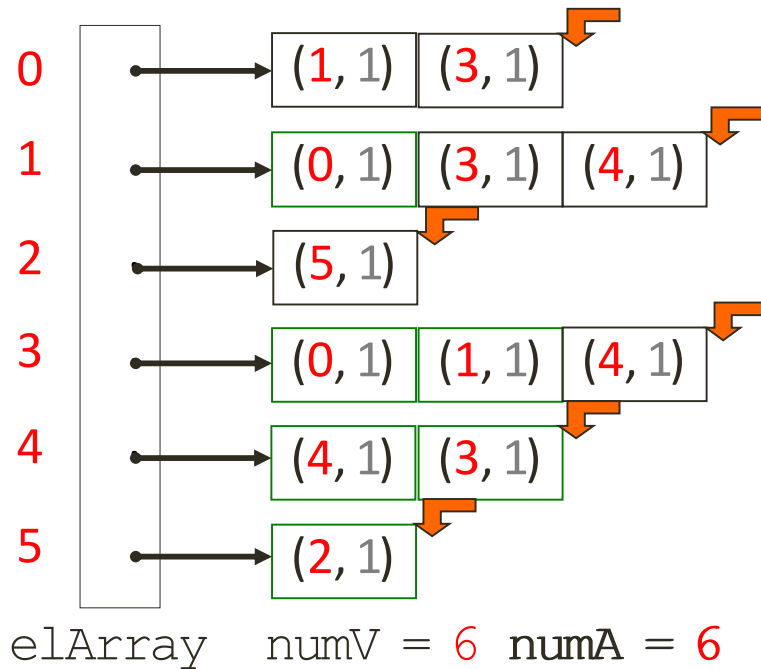 0 (1, 1) (3, 1)
1 (0, 1) (3, 1) (4, 1)
2 (5, 1)
3 (0, 1) (1, 1) (4, 1)
4 (4, 1) (3, 1)
5 (2, 1)
elArray numV = 6 numA = 6